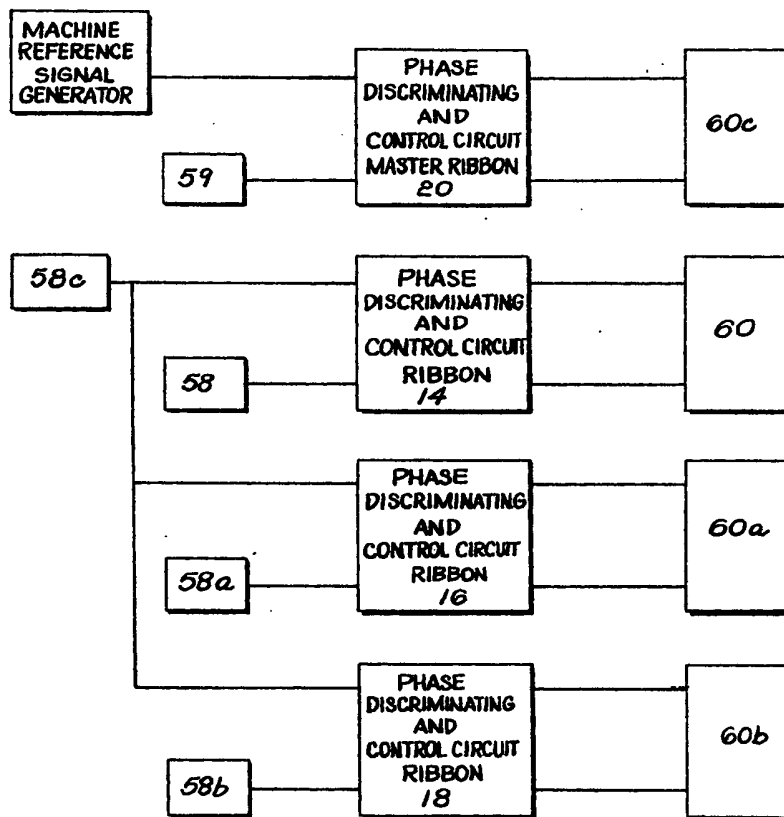 MACHINE
REFERENCE
SIGNAL
GENERATOR
PHASE
DISCRIMINATING
AND
CONTROL CIRCUIT
MASTER RIBBON
20
60c
59
58c
PHASE
DISCRIMINATING
AND
CONTROL CIRCUIT
RIBBON
14
60
58
PHASE
DISCRIMINATING
AND
CONTROL CIRCUIT
RIBBON
16
60a
58a
PHASE
DISCRIMINATING
AND
CONTROL CIRCUIT
RIBBON
18
60b
58b